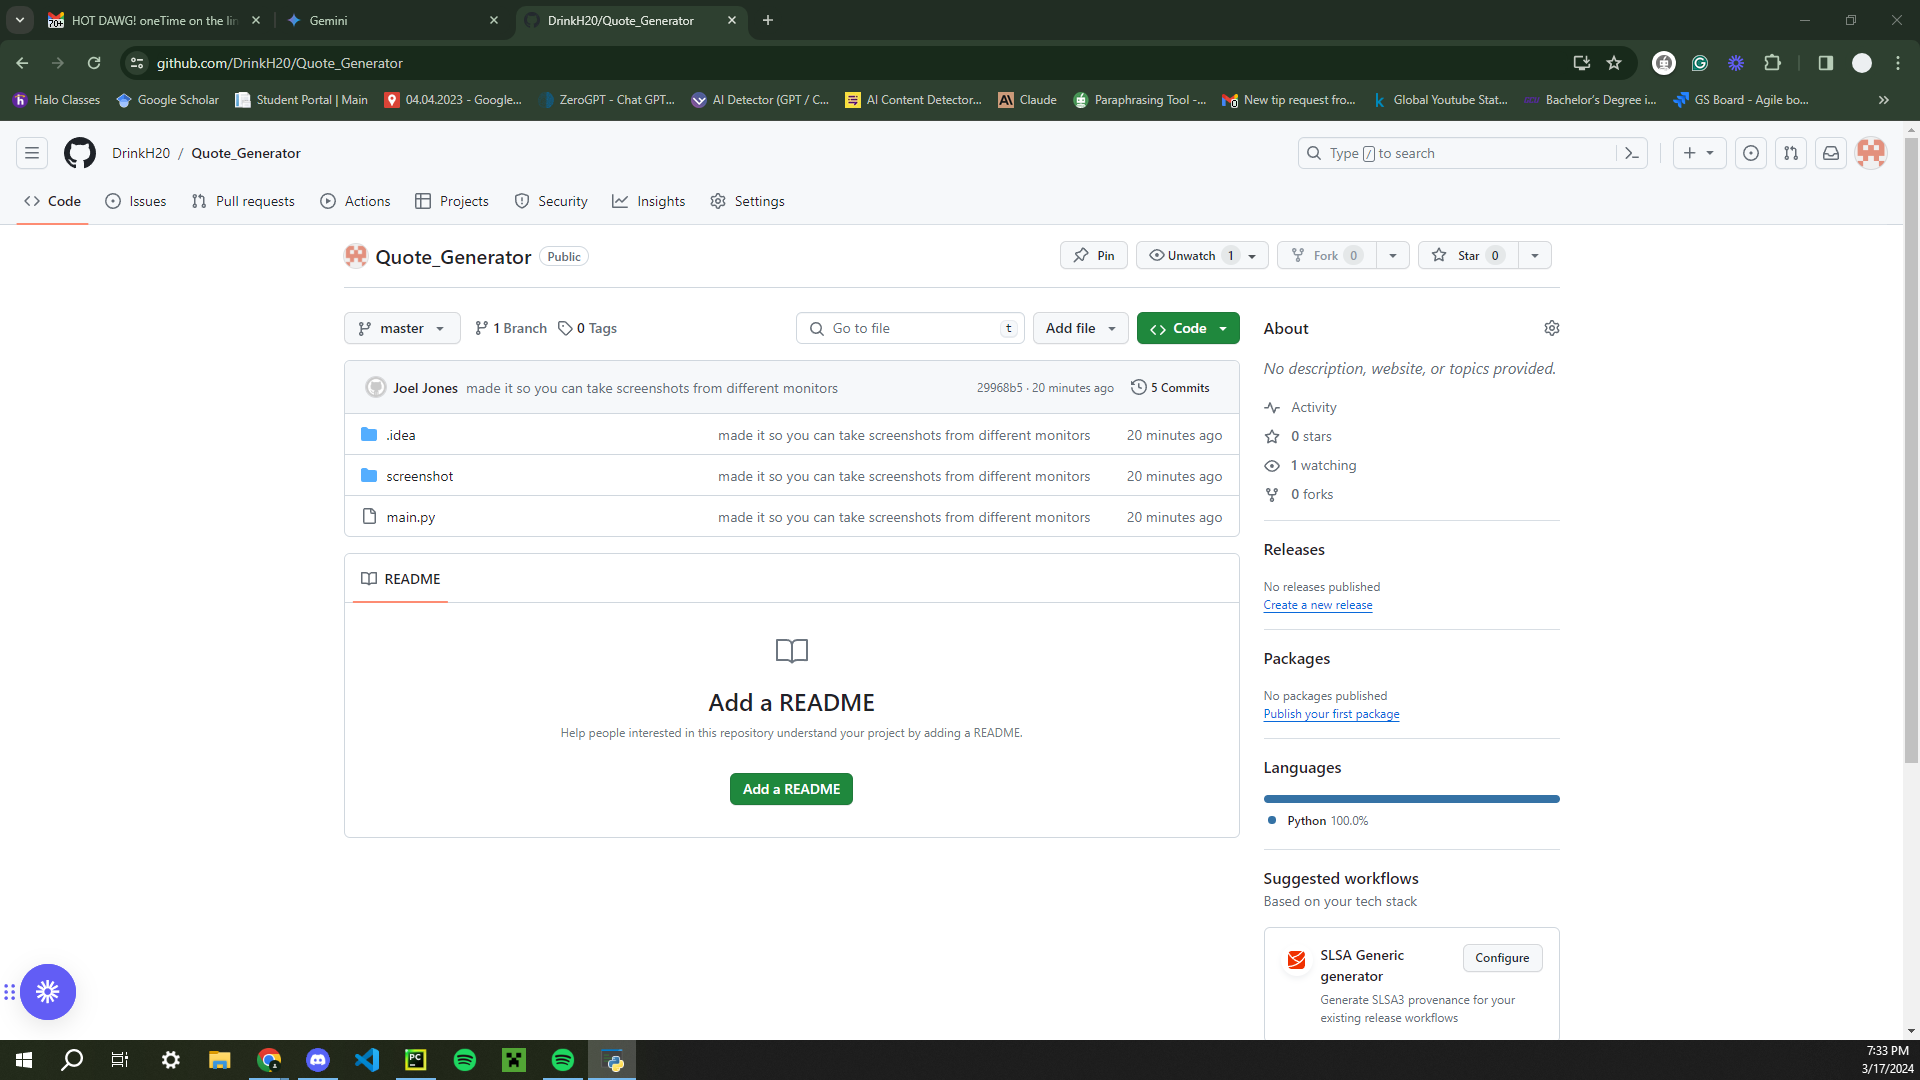 HOT DAWG! oneTime on the lin
Gemini
DrinkH20/Quote_Generator
github.com/DrinkH20/Quote_Generator
Halo Classes
Google Scholar
Student Portal | Main
04.04.2023 - Google...
ZeroGPT - Chat GPT...
AI Detector (GPT / C...
AI Content Detector...
Claude
Paraphrasing Tool -...
New tip request fro...
Global Youtube Stat...
Bachelor's Degree i...
GS Board - Agile bo...
DrinkH20 / Quote_Generator
Type / to search
Code
Issues
Pull requests
Actions
Projects
Security
Insights
Settings
Quote_Generator Public
Pin
Unwatch 1
Fork 0
Star 0
master
1 Branch
0 Tags
Go to file t
Add file
Code
Joel Jones made it so you can take screenshots from different monitors 29968b5 · 20 minutes ago 5 Commits
.idea made it so you can take screenshots from different monitors 20 minutes ago
screenshot made it so you can take screenshots from different monitors 20 minutes ago
main.py made it so you can take screenshots from different monitors 20 minutes ago
README
Add a README
Help people interested in this repository understand your project by adding a README.
Add a README
About
No description, website, or topics provided.
Activity
0 stars
1 watching
0 forks
Releases
No releases published
Create a new release
Packages
No packages published
Publish your first package
Languages
Python 100.0%
Suggested workflows
Based on your tech stack
SLSA Generic
generator
Configure
Generate SLSA3 provenance for your
existing release workflows
7:33 PM
3/17/2024